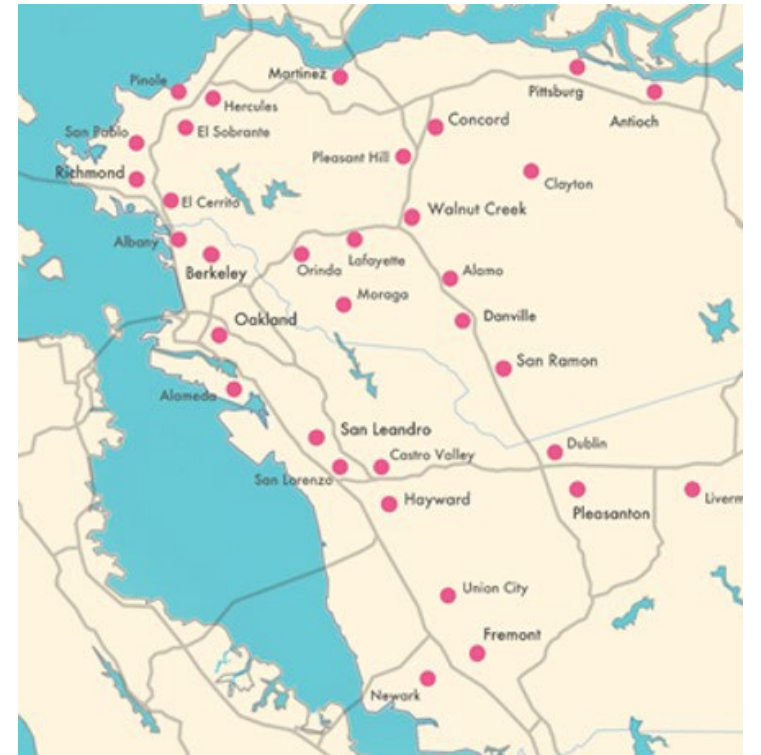 Pinole
Martinez
Hercules
Pittsburg
Antioch
San Pablo
El Sobrante
Concord
Richmond
Pleasant Hill
Clayton
El Cerrito
Walnut Creek
Albany
Berkeley
Orinda
Lafayette
Alamo
Moraga
Oakland
Danville
San Ramon
Alameda
San Leandro
Dublin
Castro Valley
San Lorenzo
Hayward
Pleasanton
Liverm
Union City
Fremont
Newark